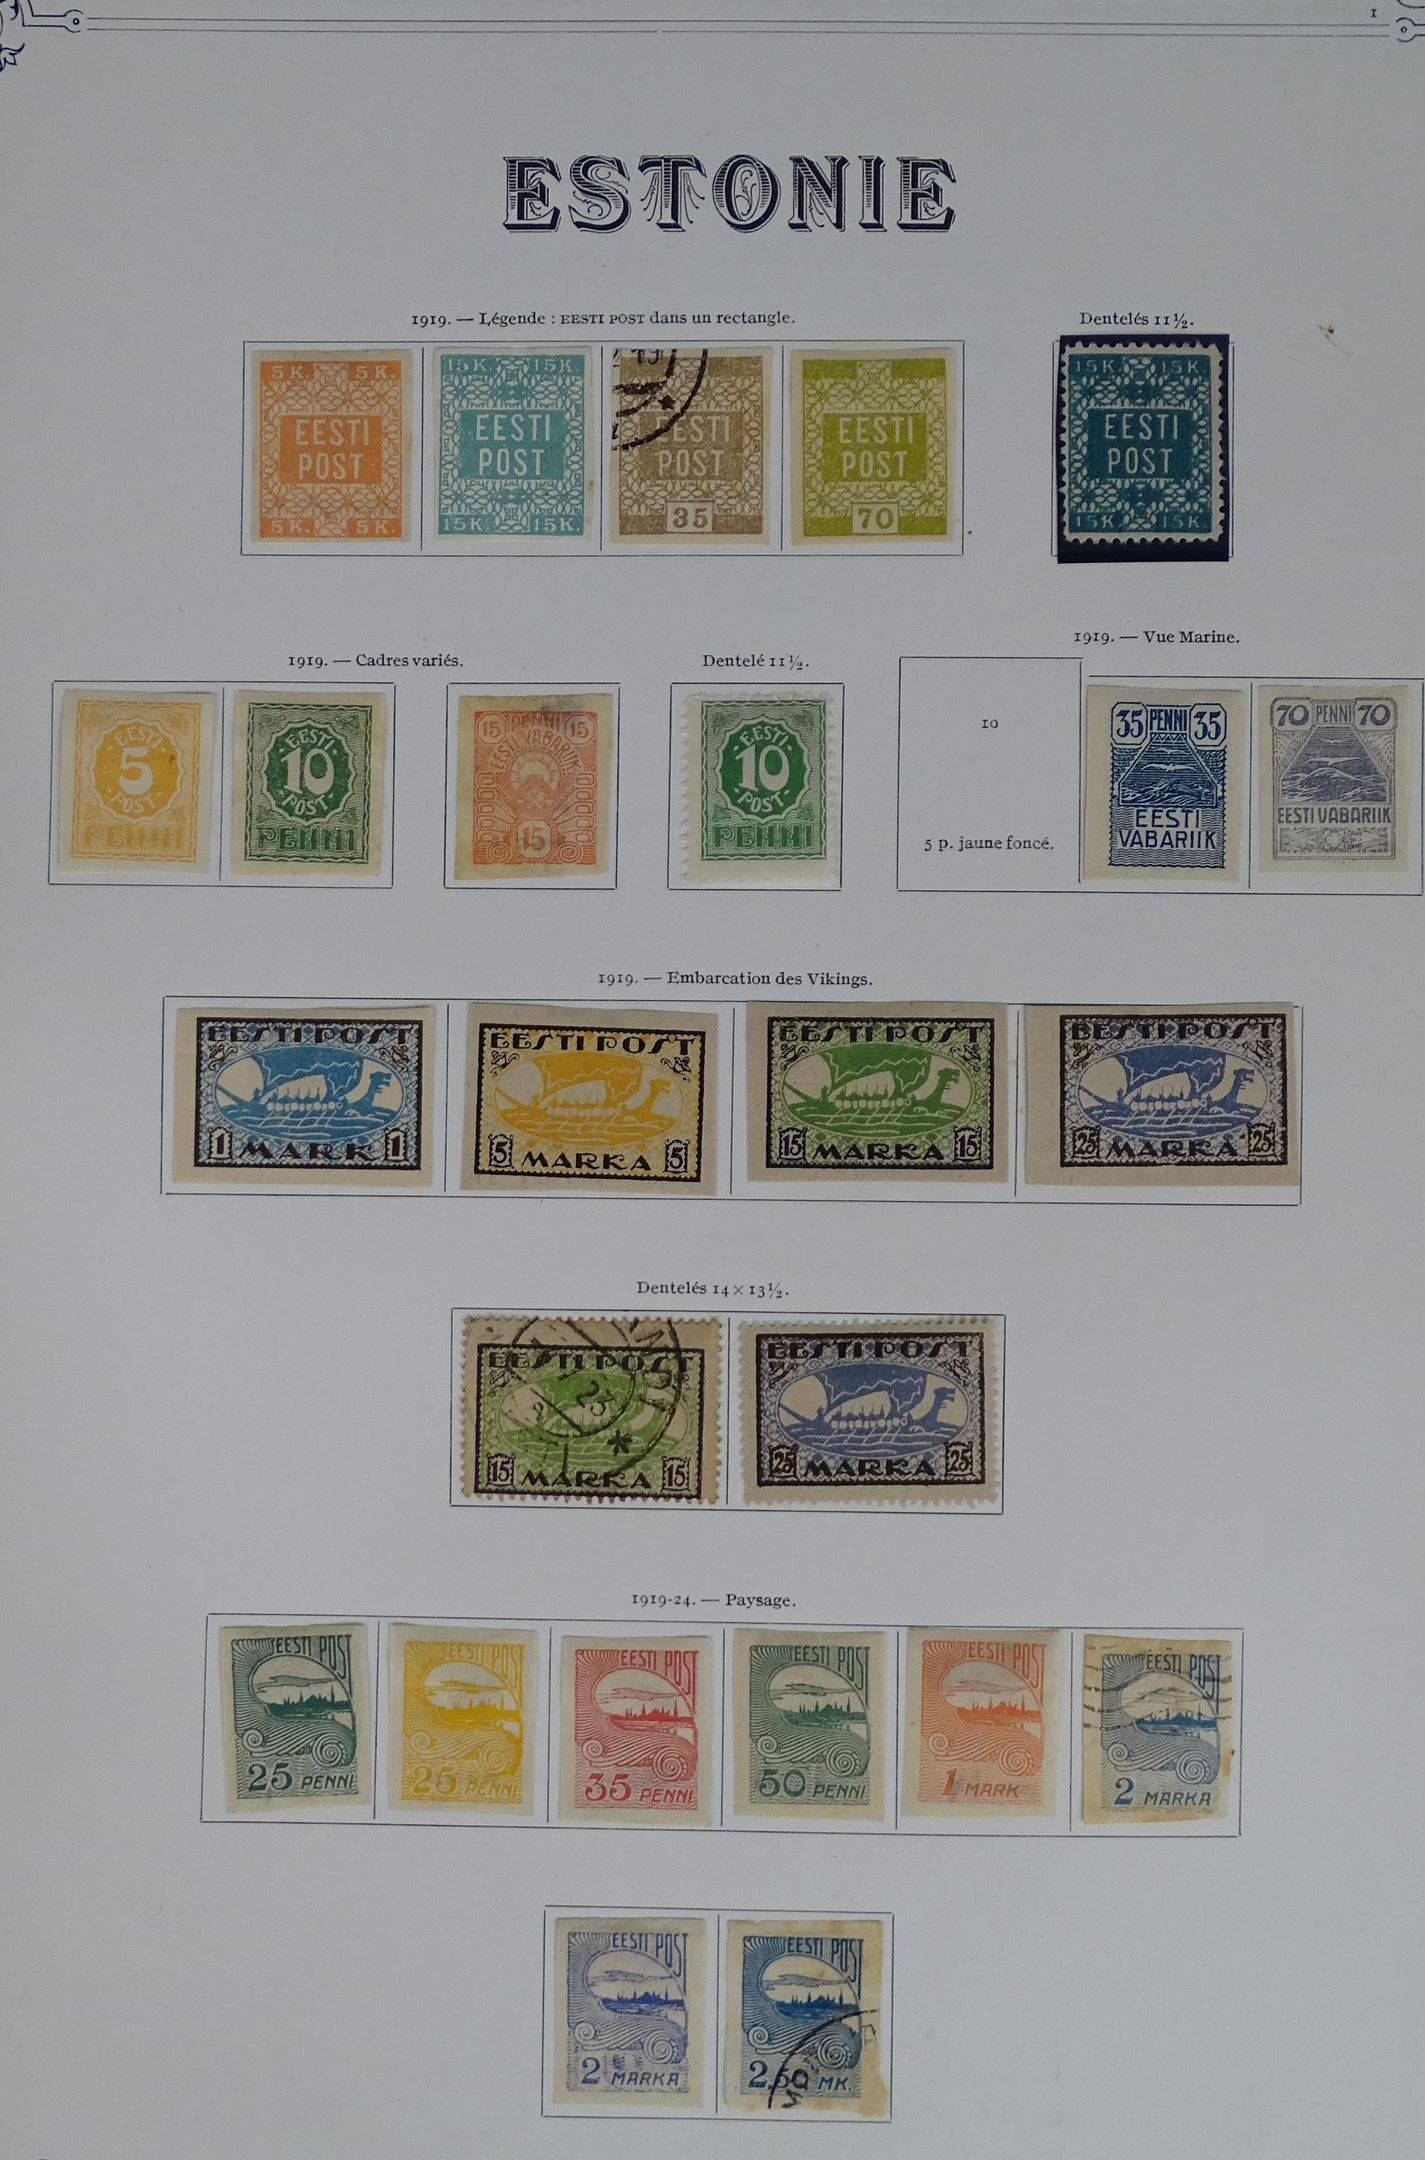 1
ESTONIE
1919. — Légende : EESTI POST dans un rectangle.
Dentelés 11½.
5 K. 5 K.
EESTI
POST
5 K. 5 K.
15 K. 15 K.
EESTI
POST
15 K. 15 K.
19
EESTI
POST
35
EESTI
POST
70
15 K. 15 K.
EESTI
POST
15 K. 15 K.
1919. — Cadres variés.
Dentelé 11½.
1919. — Vue Marine.
EESTI
5
POST
PENNI
EESTI
10
POST
PENNI
15 PENNI 15
EESTI VABARIIK
15
EESTI
10
POST
PENNI
10
5 p. jaune foncé.
35 PENNI 35
EESTI
VABARIIK
70 PENNI 70
EESTI VABARIIK
1919. — Embarcation des Vikings.
EESTI POST
1 MARK 1
EESTI POST
5 MARKA 5
EESTI POST
15 MARKA 15
EESTI POST
25 MARKA 25
Dentelés 14 × 13½.
EESTI POST
23
15 MARKA 15
EESTI POST
25 MARKA 25
1919-24. — Paysage.
EESTI POST
25 PENNI
EESTI POST
25 PENNI
EESTI POST
35 PENNI
EESTI POST
50 PENNI
EESTI POST
1 MARK
EESTI POST
2 MARKA
EESTI POST
2 MARKA
EESTI POST
2,50 MK.